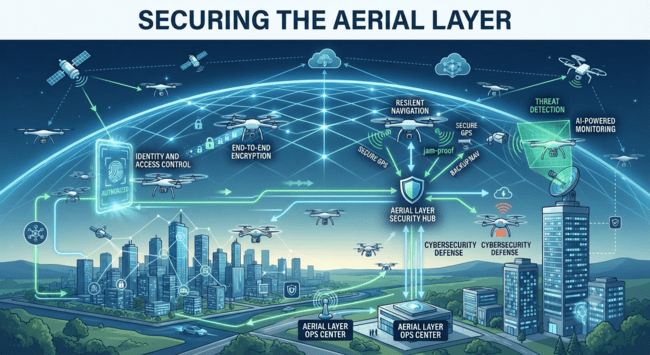 SECURING THE AERIAL LAYER
RESILENT
NAVIGATION
SECURE
GPS
THREAT
DETECTION
AI-POWERED
MONITORING
IDENTITY AND
ACCESS CONTROL
AUTHORIZED
END-TO-END
ENCRYPTION
SECURE GPS
jam-proof
BACKUP NAV
AERIAL LAYER
SECURITY HUB
CYBERSECURITY
DEFENSE
CYBERSECURITY
DEFENSE
AERIAL LAYER
OPS CENTER
AERIAL LAYER
OPS CENTER